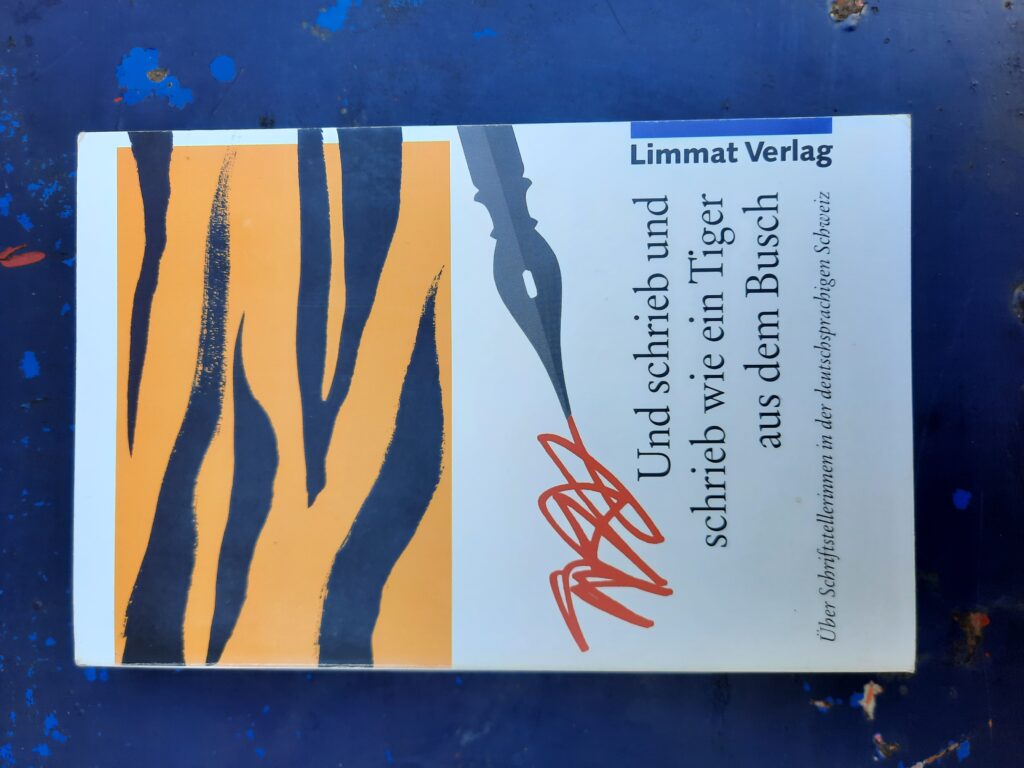 Limmat Verlag
Und schrieb und
schrieb wie ein Tiger
aus dem Busch
Über Schriftstellerinnen in der deutschsprachigen Schweiz